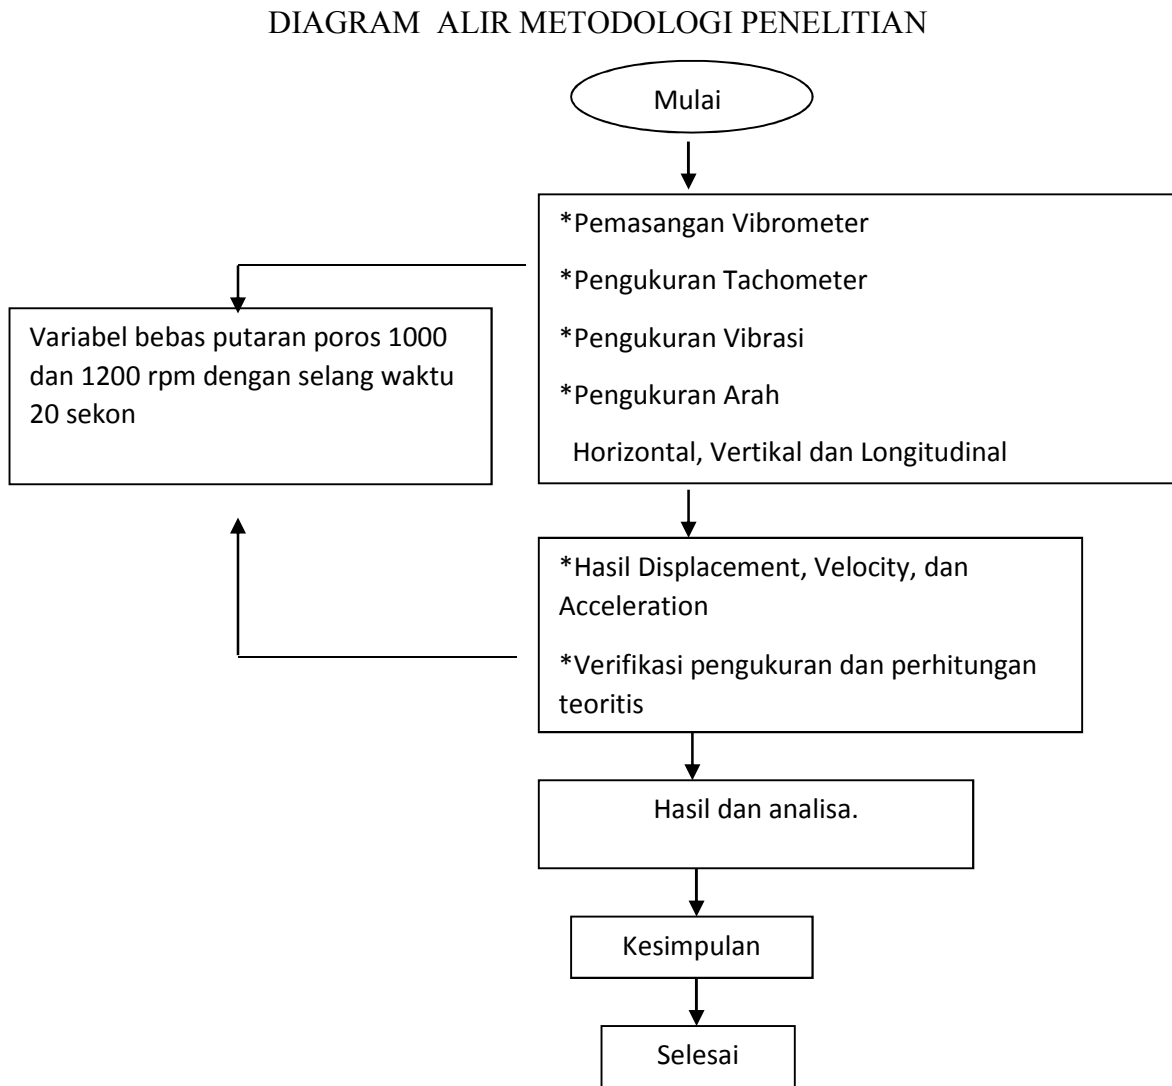 DIAGRAM ALIR METODOLOGI PENELITIAN
Mulai
*Pemasangan Vibrometer
*Pengukuran Tachometer
*Pengukuran Vibrasi
*Pengukuran Arah
Horizontal, Vertikal dan Longitudinal
Variabel bebas putaran poros 1000
dan 1200 rpm dengan selang waktu
20 sekon
*Hasil Displacement, Velocity, dan
Acceleration
*Verifikasi pengukuran dan perhitungan
teoritis
Hasil dan analisa.
Kesimpulan
Selesai